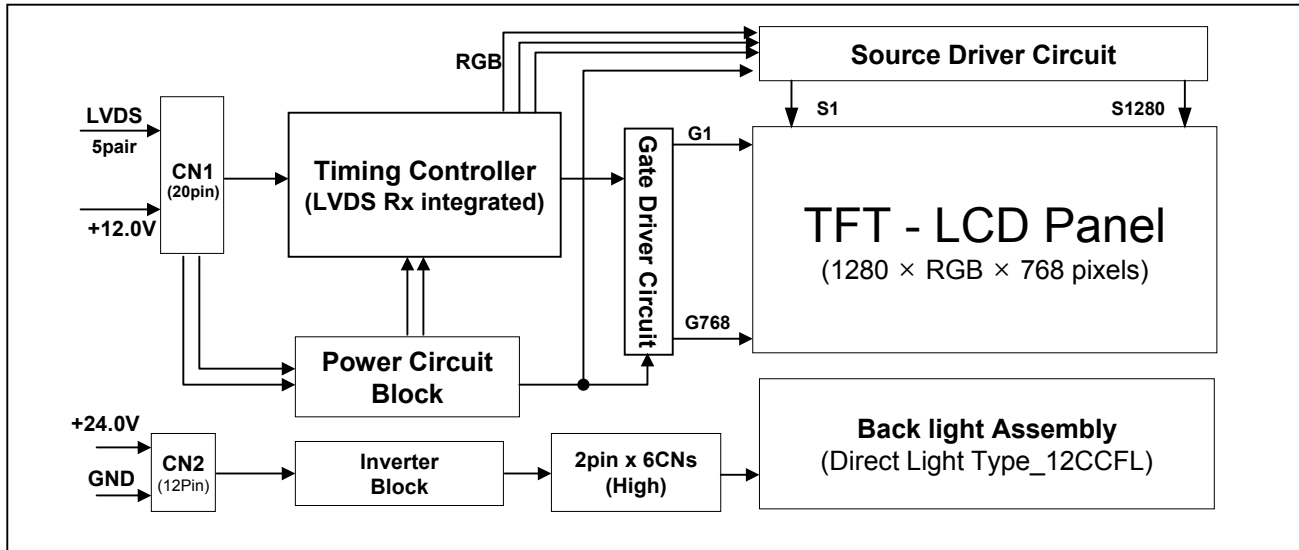 RGB
Source Driver Circuit
S1
S1280
LVDS
5pair
CN1
(20pin)
+12.0V
Timing Controller
(LVDS Rx integrated)
Gate Driver Circuit
G1
G768
TFT - LCD Panel
(1280 × RGB × 768 pixels)
Power Circuit
Block
+24.0V
GND
CN2
(12Pin)
Inverter
Block
2pin x 6CNs
(High)
Back light Assembly
(Direct Light Type_12CCFL)